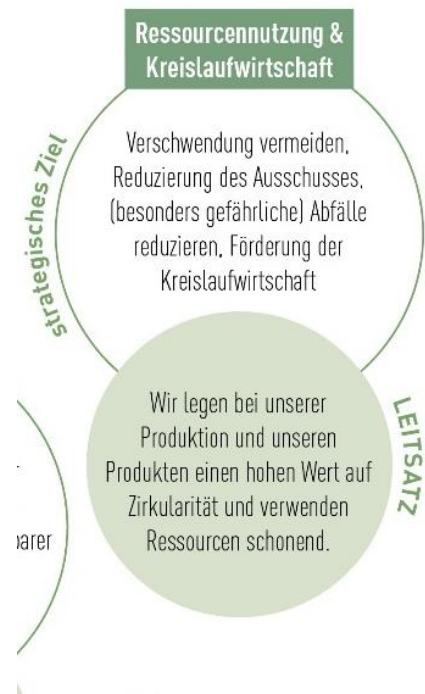 Ressourcennutzung &
Kreislaufwirtschaft
strategisches Ziel
Verschwendung vermeiden,
Reduzierung des Ausschusses,
(besonders gefährliche) Abfälle
reduzieren, Förderung der
Kreislaufwirtschaft
Wir legen bei unserer
Produktion und unseren
Produkten einen hohen Wert auf
Zirkularität und verwenden
Ressourcen schonend.
LEITSATZ